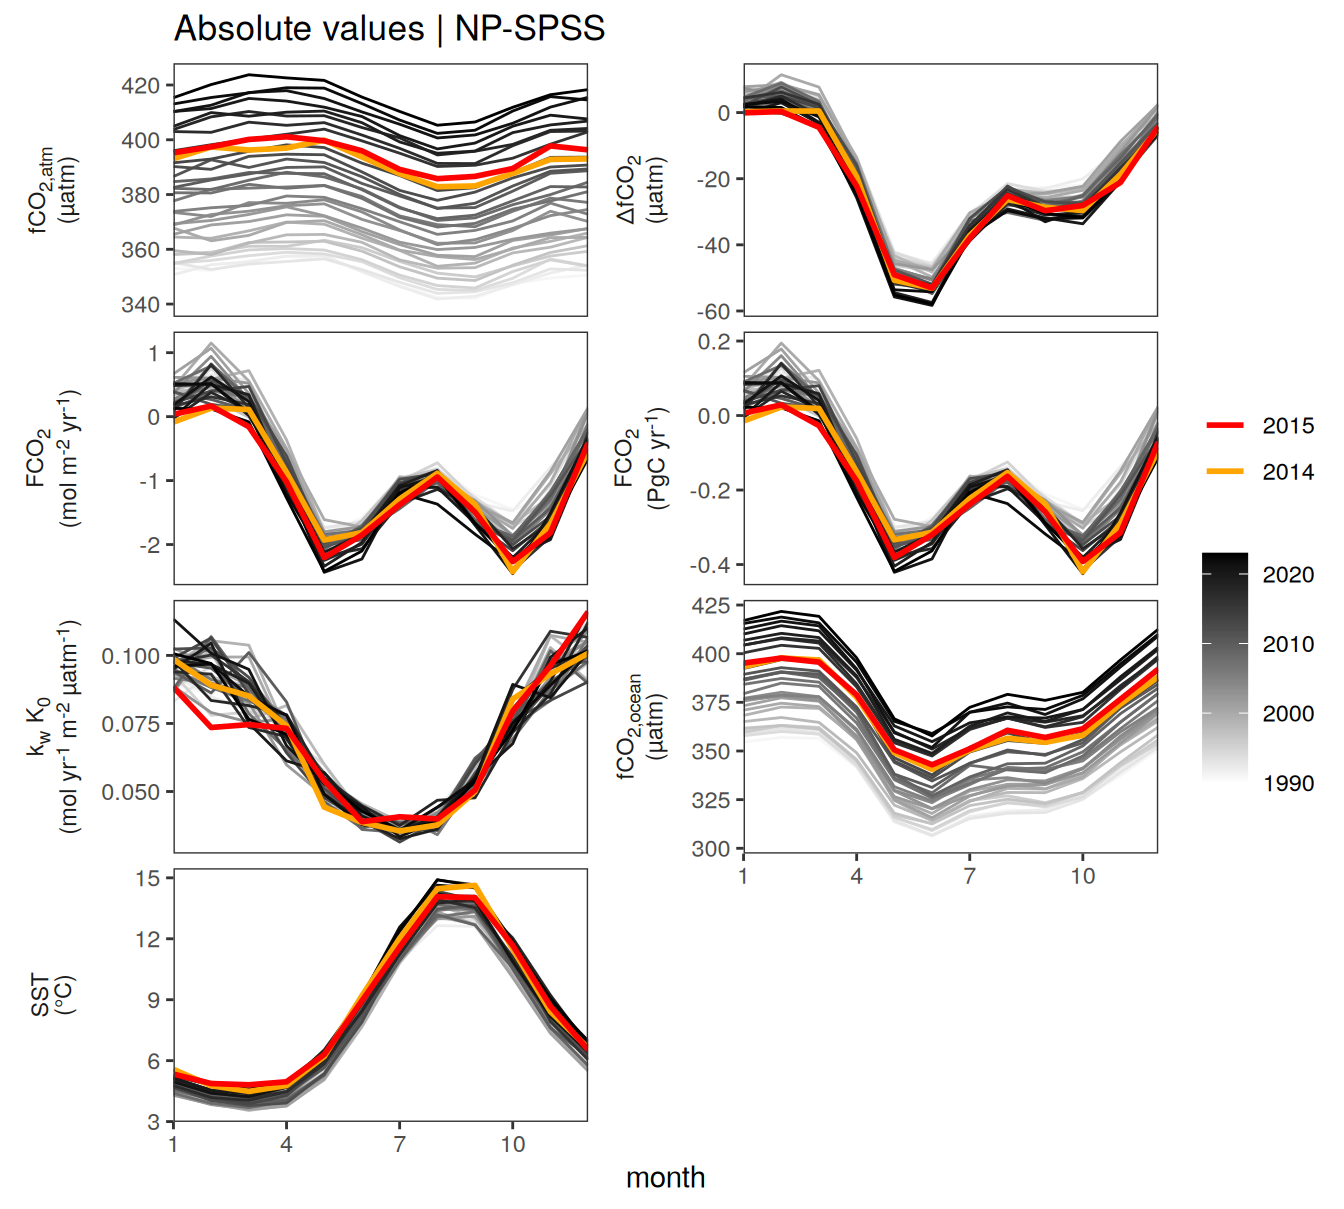 Absolute values | NP-SPSS
fCO2,atm
(µatm)
420
400
380
360
340
ΔfCO2
(µatm)
0
-20
-40
-60
FCO2
(mol m-2 yr-1)
1
0
-1
-2
FCO2
(PgC yr-1)
0.2
0.0
-0.2
-0.4
kw K0
(mol yr-1 m-2 µatm-1)
0.100
0.075
0.050
fCO2,ocean
(µatm)
425
400
375
350
325
300
1 4 7 10
SST
(°C)
15
12
9
6
3
1 4 7 10
month
2015
2014
2020
2010
2000
1990